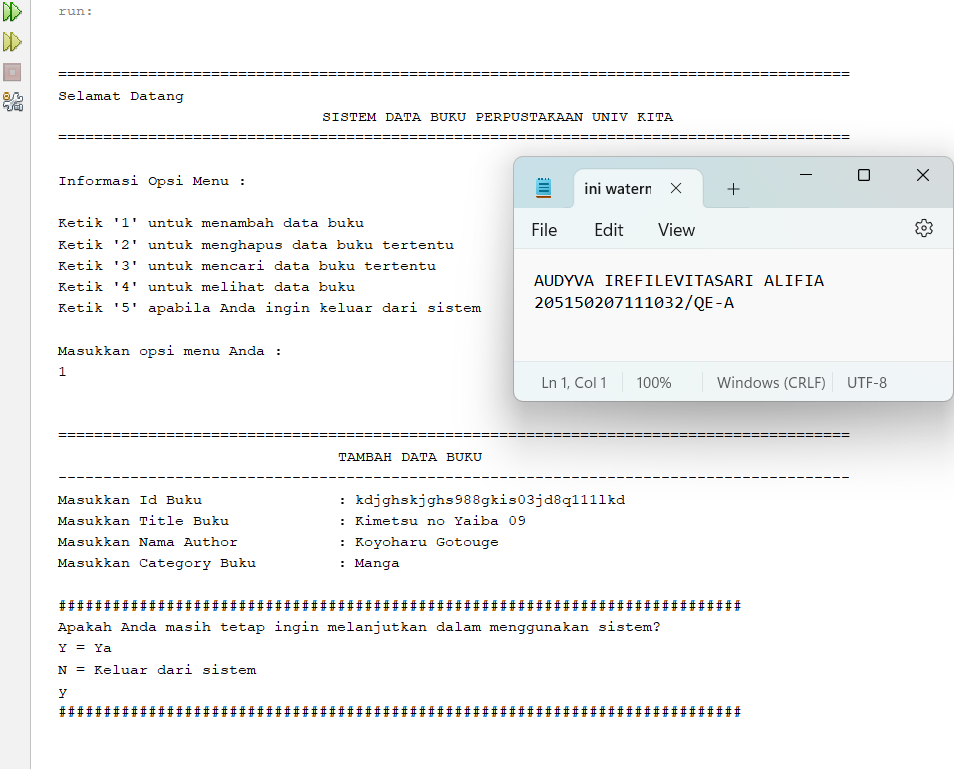 run:
========================================================================================
Selamat Datang
SISTEM DATA BUKU PERPUSTAKAAN UNIV KITA
========================================================================================
Informasi Opsi Menu :
Ketik '1' untuk menambah data buku
Ketik '2' untuk menghapus data buku tertentu
Ketik '3' untuk mencari data buku tertentu
Ketik '4' untuk melihat data buku
Ketik '5' apabila Anda ingin keluar dari sistem
Masukkan opsi menu Anda :
1
ini watern
File Edit View
AUDYVA IREFILEVITASARI ALIFIA
205150207111032/QE-A
Ln 1, Col 1 100% Windows (CRLF) UTF-8
========================================================================================
TAMBAH DATA BUKU
----------------------------------------------------------------------------------------
Masukkan Id Buku : kdjghskjghs988gkis03jd8q111lkd
Masukkan Title Buku : Kimetsu no Yaiba 09
Masukkan Nama Author : Koyoharu Gotouge
Masukkan Category Buku : Manga
############################################################################
Apakah Anda masih tetap ingin melanjutkan dalam menggunakan sistem?
Y = Ya
N = Keluar dari sistem
y
############################################################################